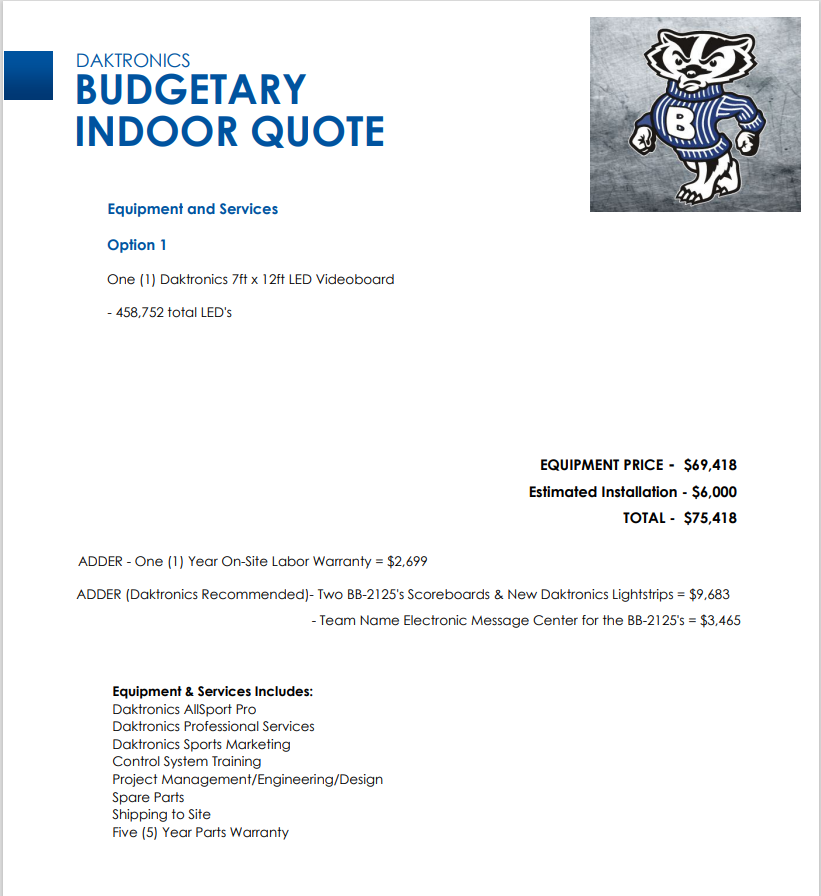 DAKTRONICS
BUDGETARY
INDOOR QUOTE
B
Equipment and Services
Option 1
One (1) Daktronics 7ft x 12ft LED Videoboard
- 458,752 total LED's
EQUIPMENT PRICE - $69,418
Estimated Installation - $6,000
TOTAL - $75,418
ADDER - One (1) Year On-Site Labor Warranty = $2,699
ADDER (Daktronics Recommended)- Two BB-2125's Scoreboards & New Daktronics Lightstrips = $9,683
- Team Name Electronic Message Center for the BB-2125's = $3,465
Equipment & Services Includes:
Daktronics AllSport Pro
Daktronics Professional Services
Daktronics Sports Marketing
Control System Training
Project Management/Engineering/Design
Spare Parts
Shipping to Site
Five (5) Year Parts Warranty